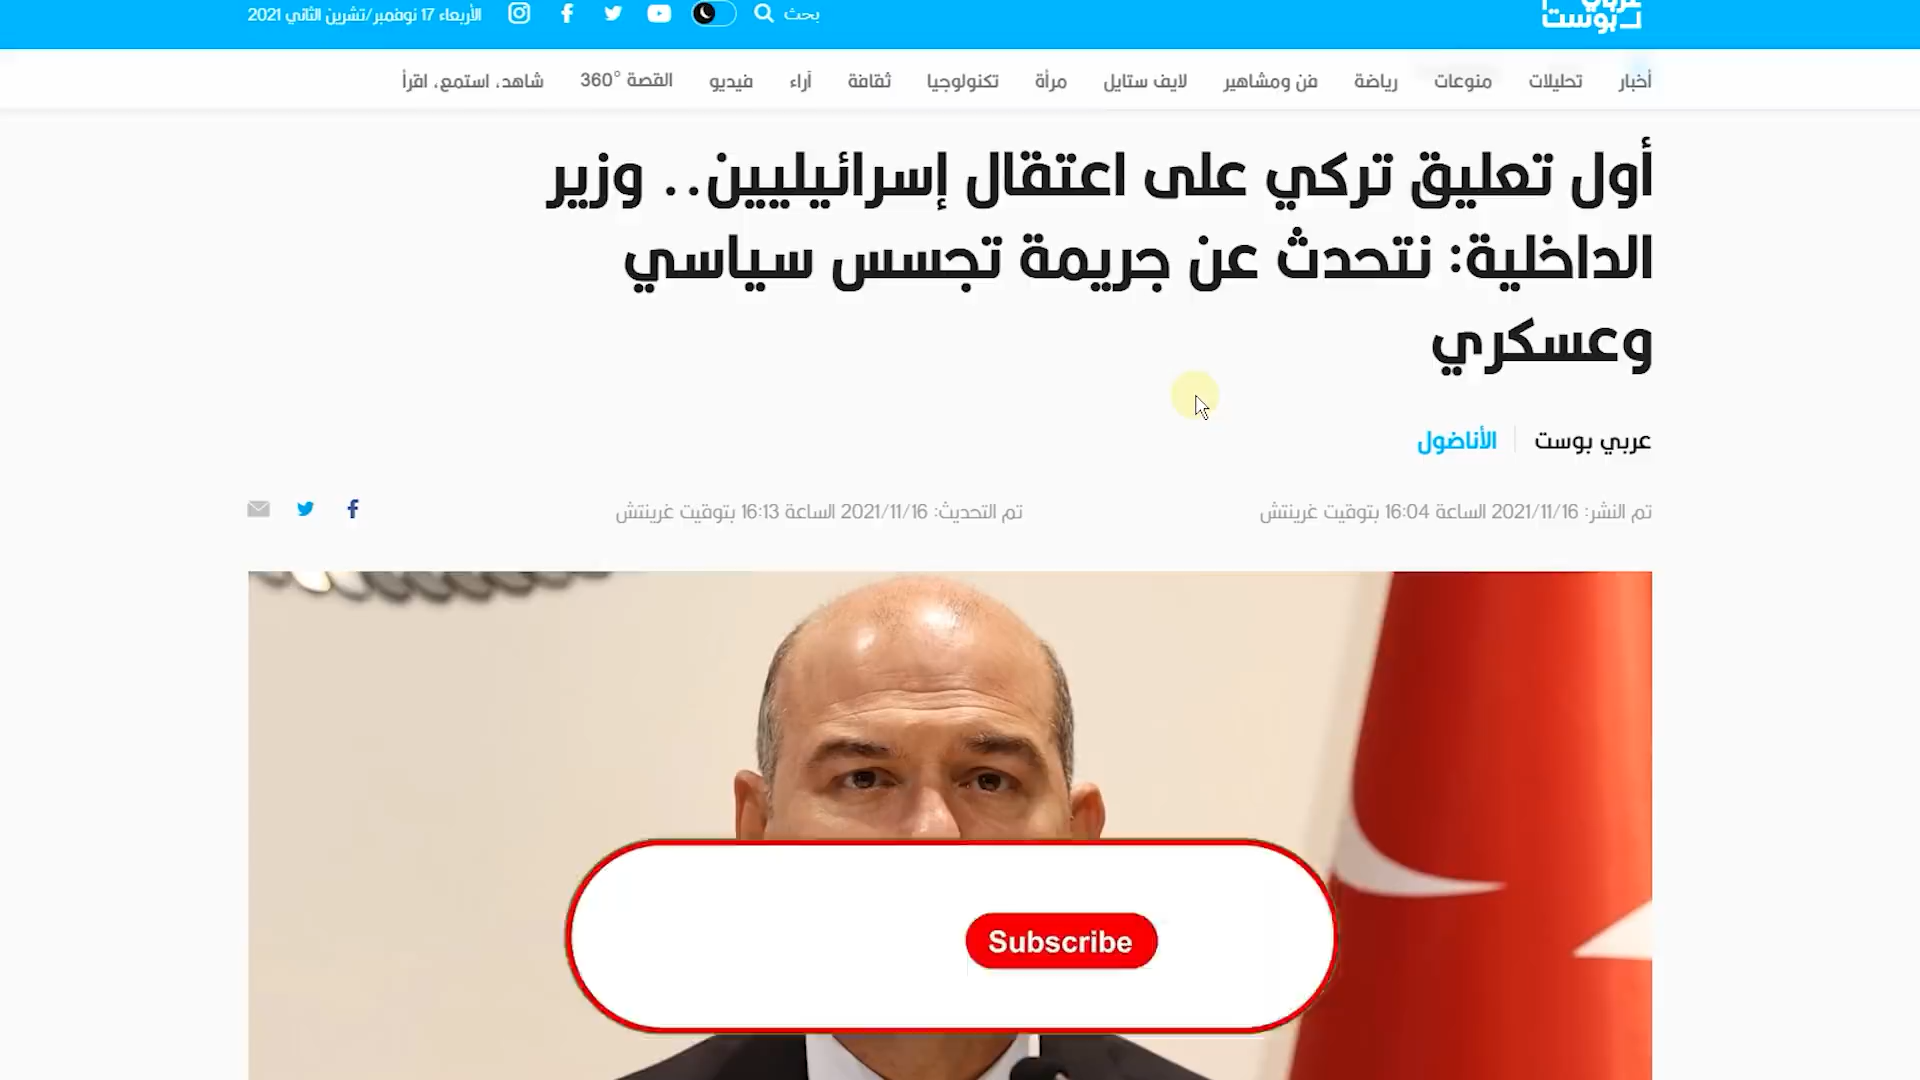 عربي
بوست
بحث
الأربعاء 17 نوفمبر/تشرين الثاني 2021
أخبار تحليلات منوعات رياضة فن ومشاهير لايف ستايل مرأة تكنولوجيا ثقافة آراء فيديو القصة °360 شاهد، استمع، اقرأ
أول تعليق تركي على اعتقال إسرائيليين.. وزير
الداخلية: نتحدث عن جريمة تجسس سياسي
وعسكري
عربي بوست الأناضول
تم النشر: 2021/11/16 الساعة 16:04 بتوقيت غرينتش
تم التحديث: 2021/11/16 الساعة 16:13 بتوقيت غرينتش
Subscribe